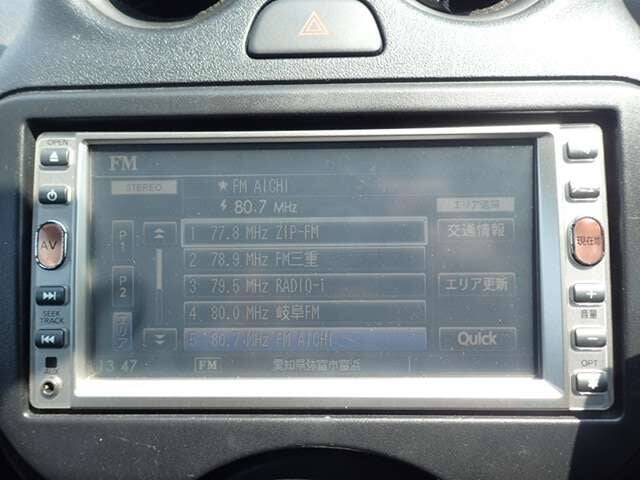 OPEN
FM
STEREO
★ FM AICHI
80.7 MHz
P1
P2
エリア
1 77.8 MHz ZIP-FM
2 78.9 MHz FM三重
3 79.5 MHz RADIO-i
4 80.0 MHz 岐阜FM
5 80.7 MHz FM AICHI
交通情報
エリア更新
Quick
13:47
FM
愛知県弥富市富浜
AV
SEEK
TRACK
現在地
+
音量
−
OPT